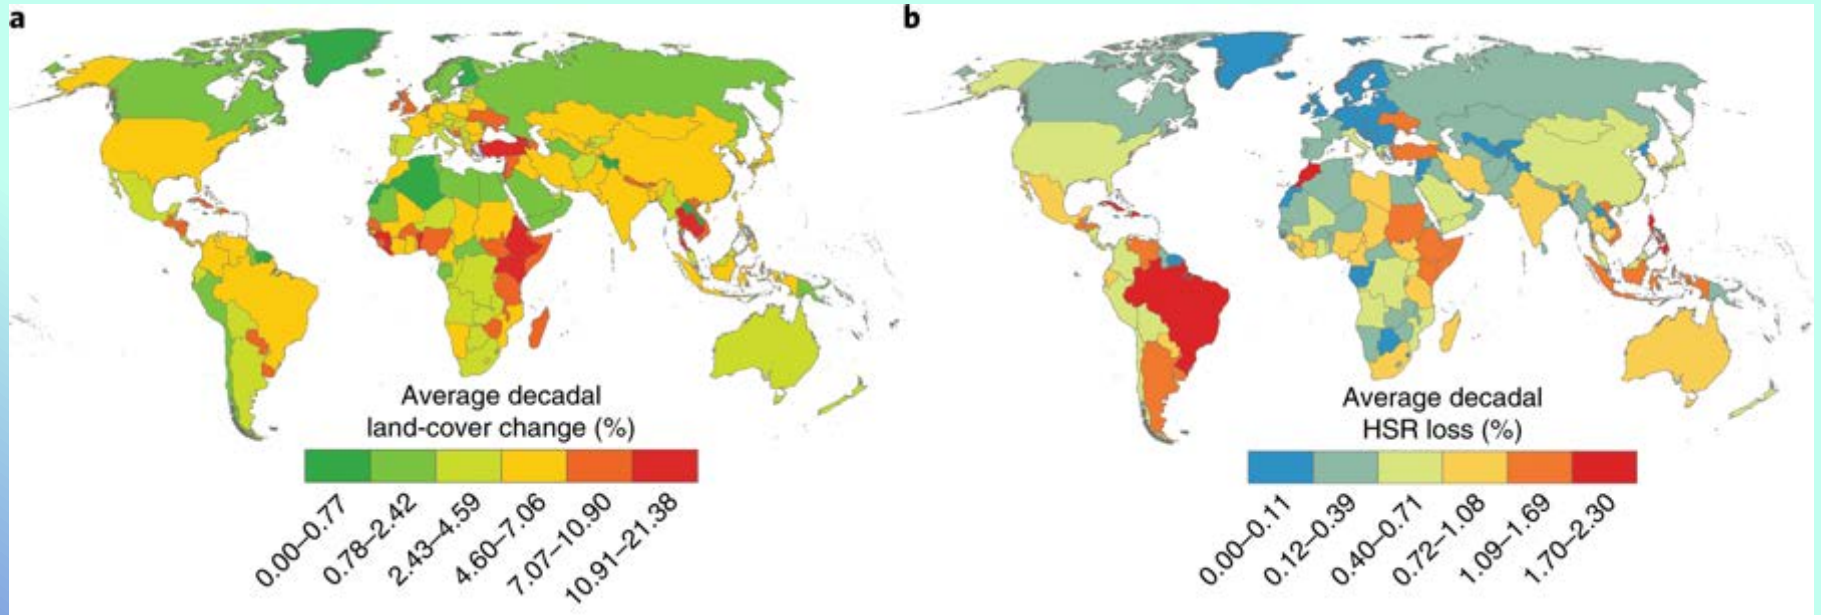 a
Average decadal
land-cover change (%)
0.00–0.77
0.78–2.42
2.43–4.59
4.60–7.06
7.07–10.90
10.91–21.38
b
Average decadal
HSR loss (%)
0.00–0.11
0.12–0.39
0.40–0.71
0.72–1.08
1.09–1.69
1.70–2.30